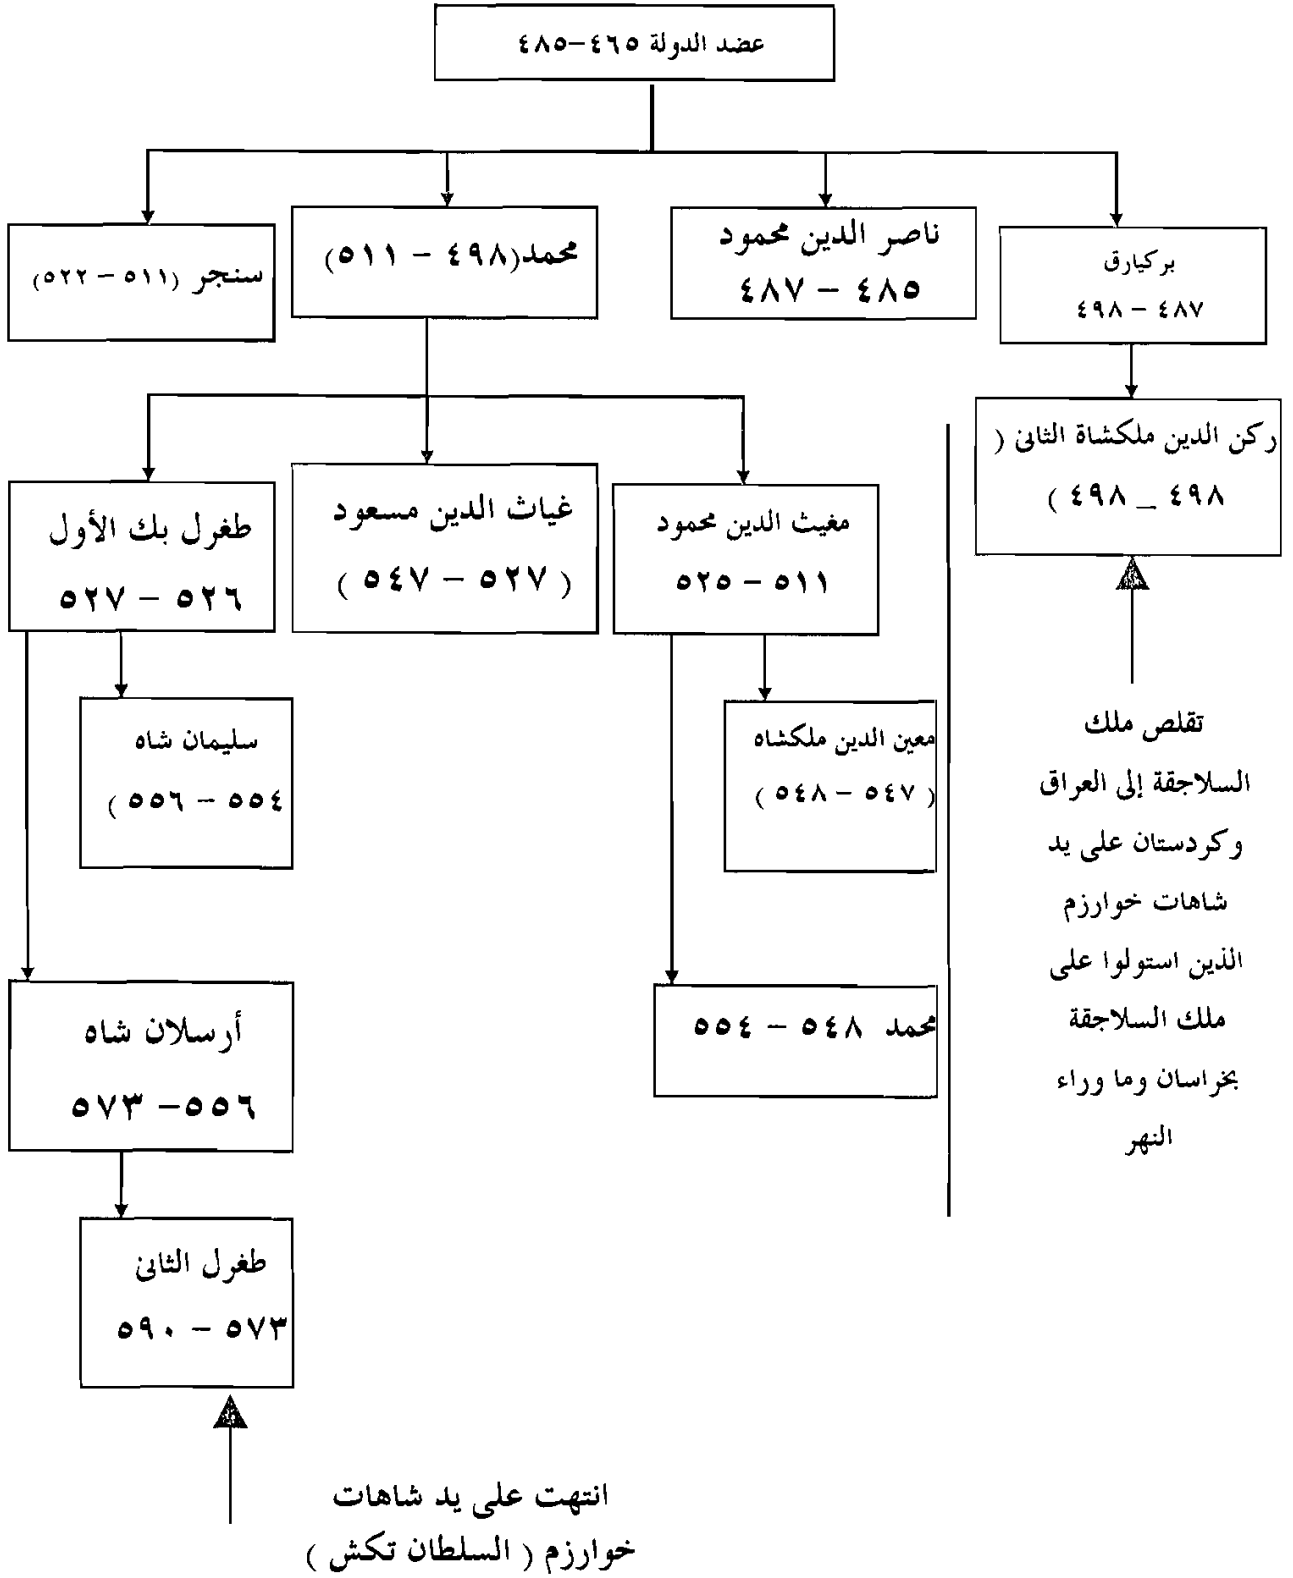 عضد الدولة ٤٦٥–٤٨٥
بركيارق
٤٨٧ – ٤٩٨
ناصر الدين محمود
٤٨٥ – ٤٨٧
محمد(٤٩٨ – ٥١١)
سنجر (٥١١ – ٥٢٢)
ركن الدين ملكشاة الثانى (
٤٩٨ _ ٤٩٨ )
مغيث الدين محمود
٥١١ – ٥٢٥
غياث الدين مسعود
( ٥٢٧ – ٥٤٧ )
طغرل بك الأول
٥٢٦ – ٥٢٧
معين الدين ملكشاه
( ٥٤٧ – ٥٤٨ )
سليمان شاه
٥٥٤ – ٥٥٦ )
تقلص ملك
السلاجقة إلى العراق
وكردستان على يد
شاهات خوارزم
الذين استولوا على
ملك السلاجقة
بخراسان وما وراء
النهر
محمد ٥٤٨ – ٥٥٤
أرسلان شاه
٥٥٦– ٥٧٣
طغرل الثانى
٥٧٣ – ٥٩٠
انتهت على يد شاهات
خوارزم ( السلطان تكش )